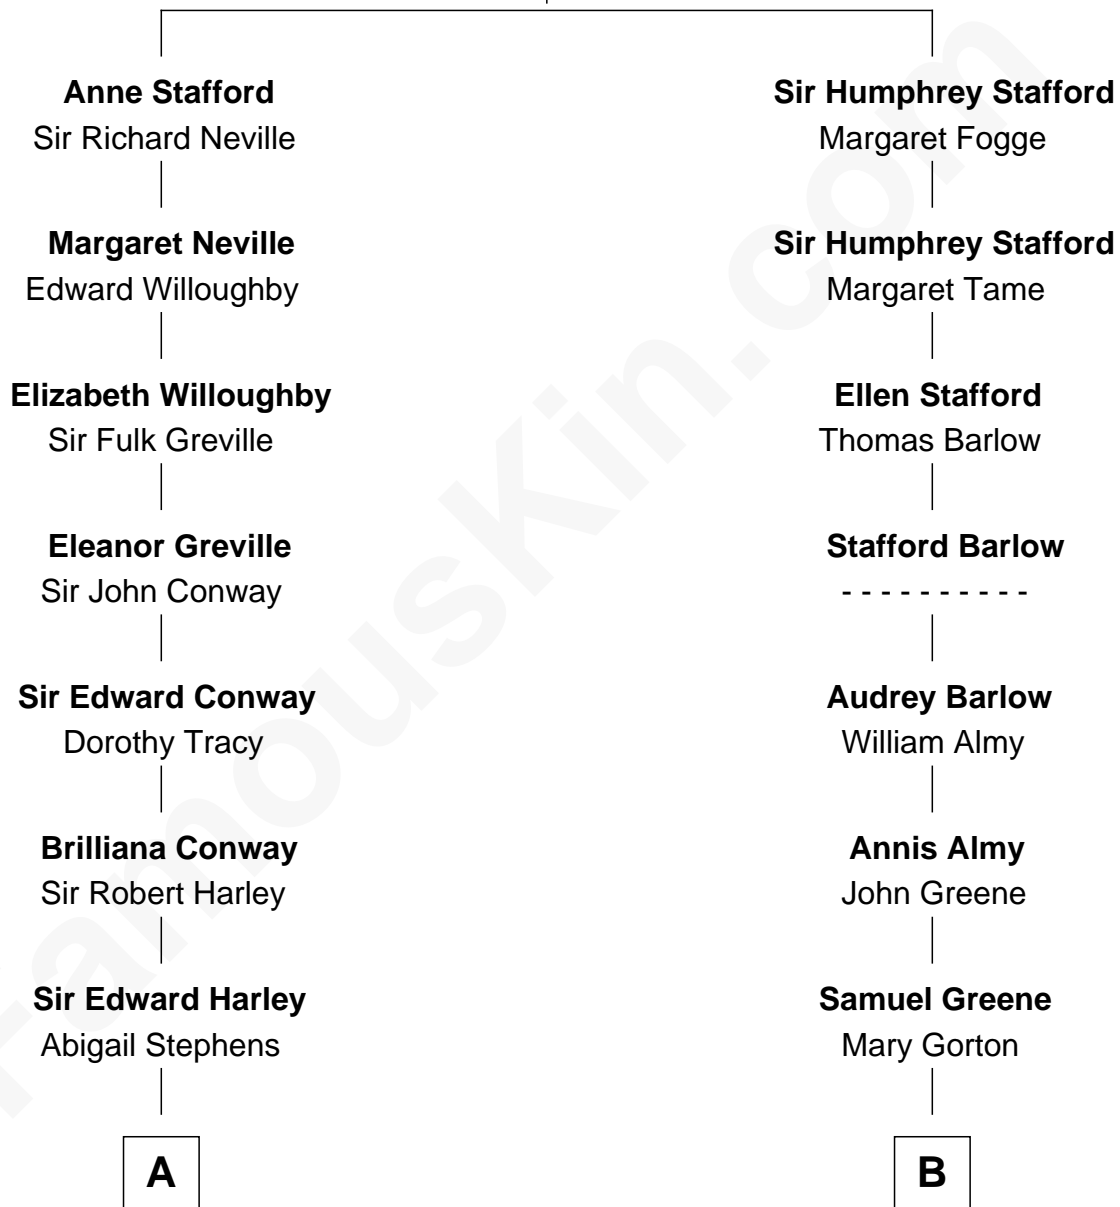 Anne Stafford
Sir Richard Neville
Margaret Neville
Edward Willoughby
Elizabeth Willoughby
Sir Fulk Greville
Eleanor Greville
Sir John Conway
Sir Edward Conway
Dorothy Tracy
Brilliana Conway
Sir Robert Harley
Sir Edward Harley
Abigail Stephens
A
Sir Humphrey Stafford
Margaret Fogge
Sir Humphrey Stafford
Margaret Tame
Ellen Stafford
Thomas Barlow
Stafford Barlow
- - - - - - - - - -
Audrey Barlow
William Almy
Annis Almy
John Greene
Samuel Greene
Mary Gorton
B
FamousKin.com